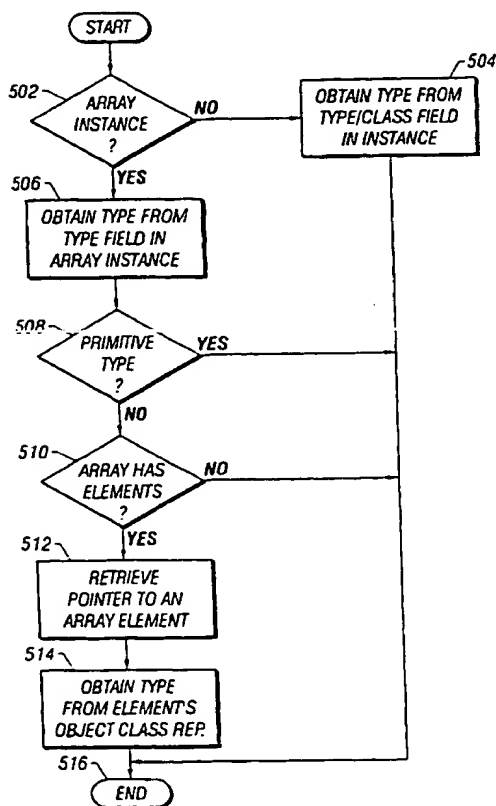 START
502
ARRAY
INSTANCE
?
NO
YES
504
OBTAIN TYPE FROM
TYPE/CLASS FIELD
IN INSTANCE
506
OBTAIN TYPE FROM
TYPE FIELD IN
ARRAY INSTANCE
508
PRIMITIVE
TYPE
?
YES
NO
510
ARRAY HAS
ELEMENTS
?
NO
YES
512
RETRIEVE
POINTER TO AN
ARRAY ELEMENT
514
OBTAIN TYPE
FROM ELEMENT'S
OBJECT CLASS REP.
516
END